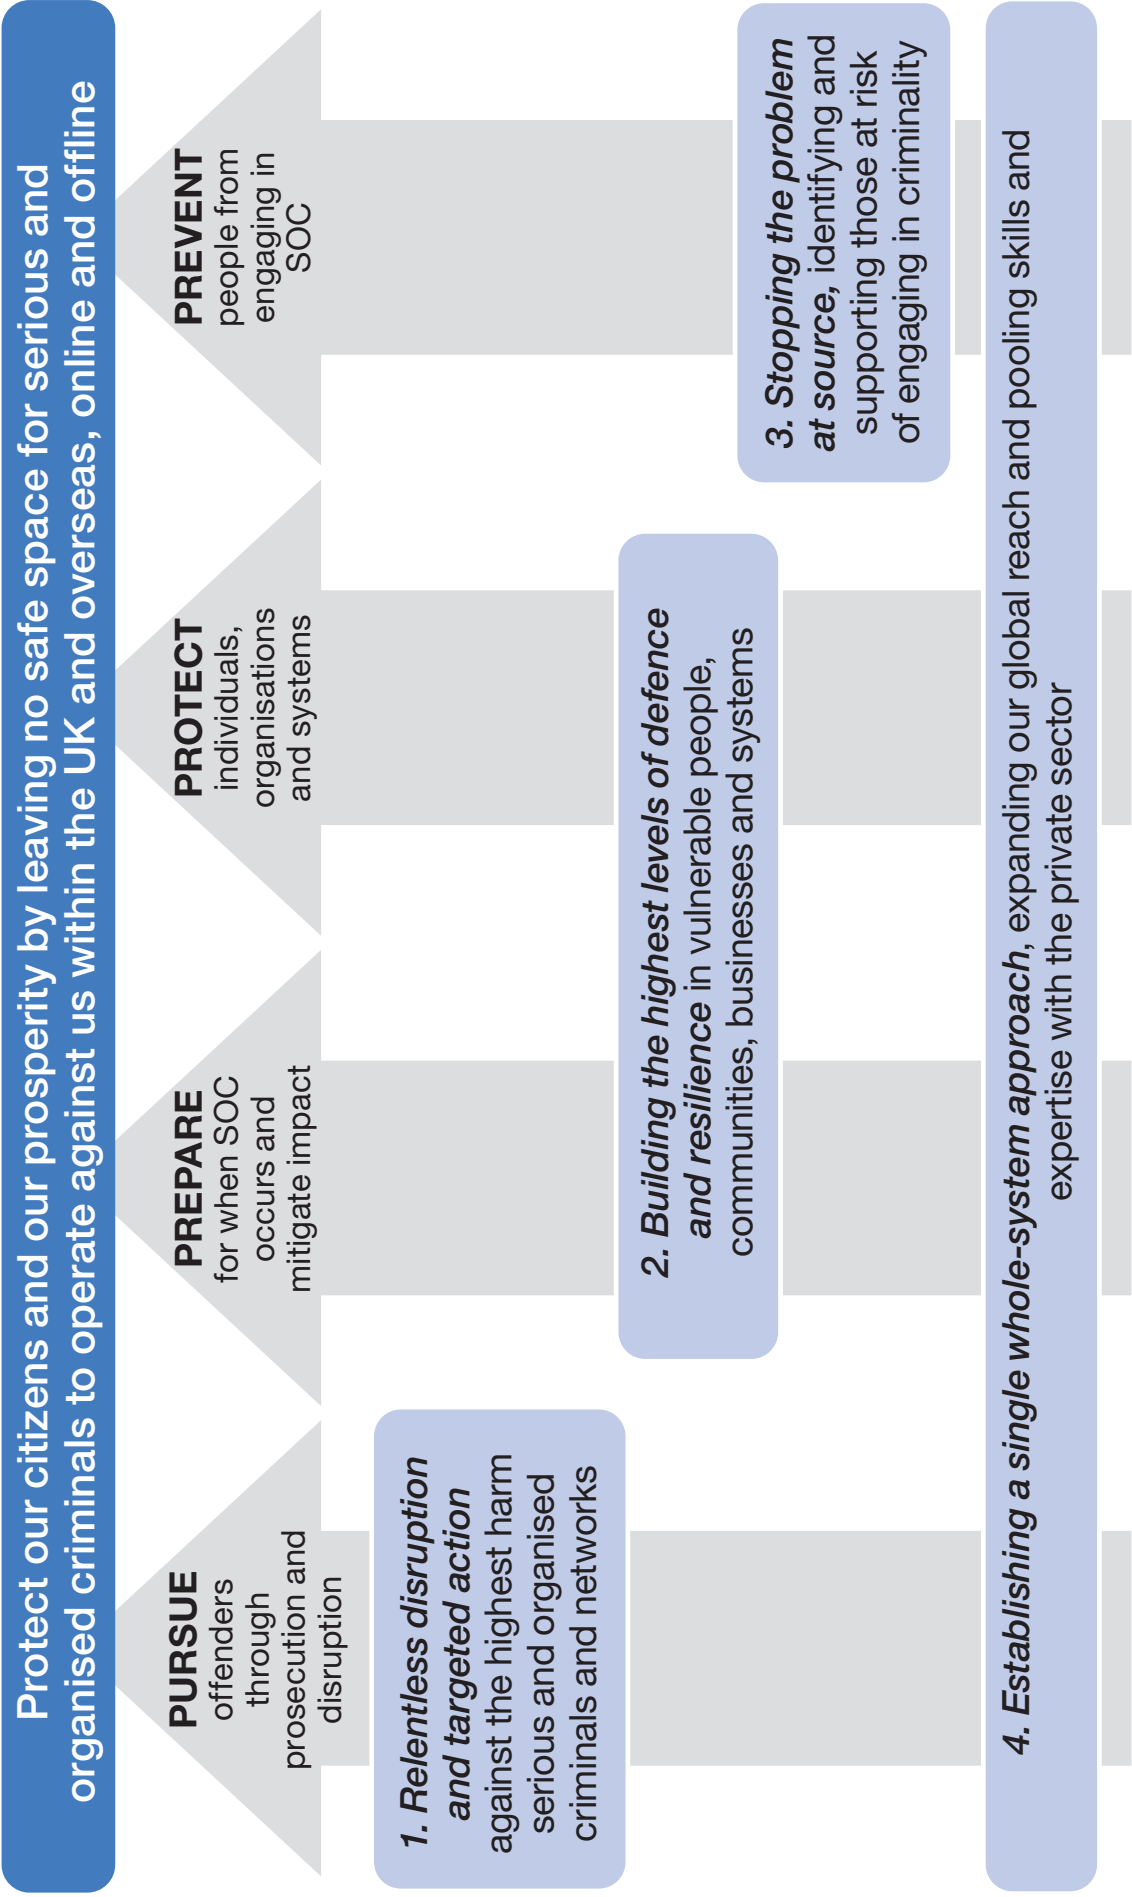 Protect our citizens and our prosperity by leaving no safe space for serious and
organised criminals to operate against us within the UK and overseas, online and offline
PURSUE
offenders
through
prosecution and
disruption
PREPARE
for when SOC
occurs and
mitigate impact
PROTECT
individuals,
organisations
and systems
PREVENT
people from
engaging in
SOC
1. Relentless disruption
and targeted action
against the highest harm
serious and organised
criminals and networks
2. Building the highest levels of defence
and resilience in vulnerable people,
communities, businesses and systems
3. Stopping the problem
at source, identifying and
supporting those at risk
of engaging in criminality
4. Establishing a single whole-system approach, expanding our global reach and pooling skills and
expertise with the private sector